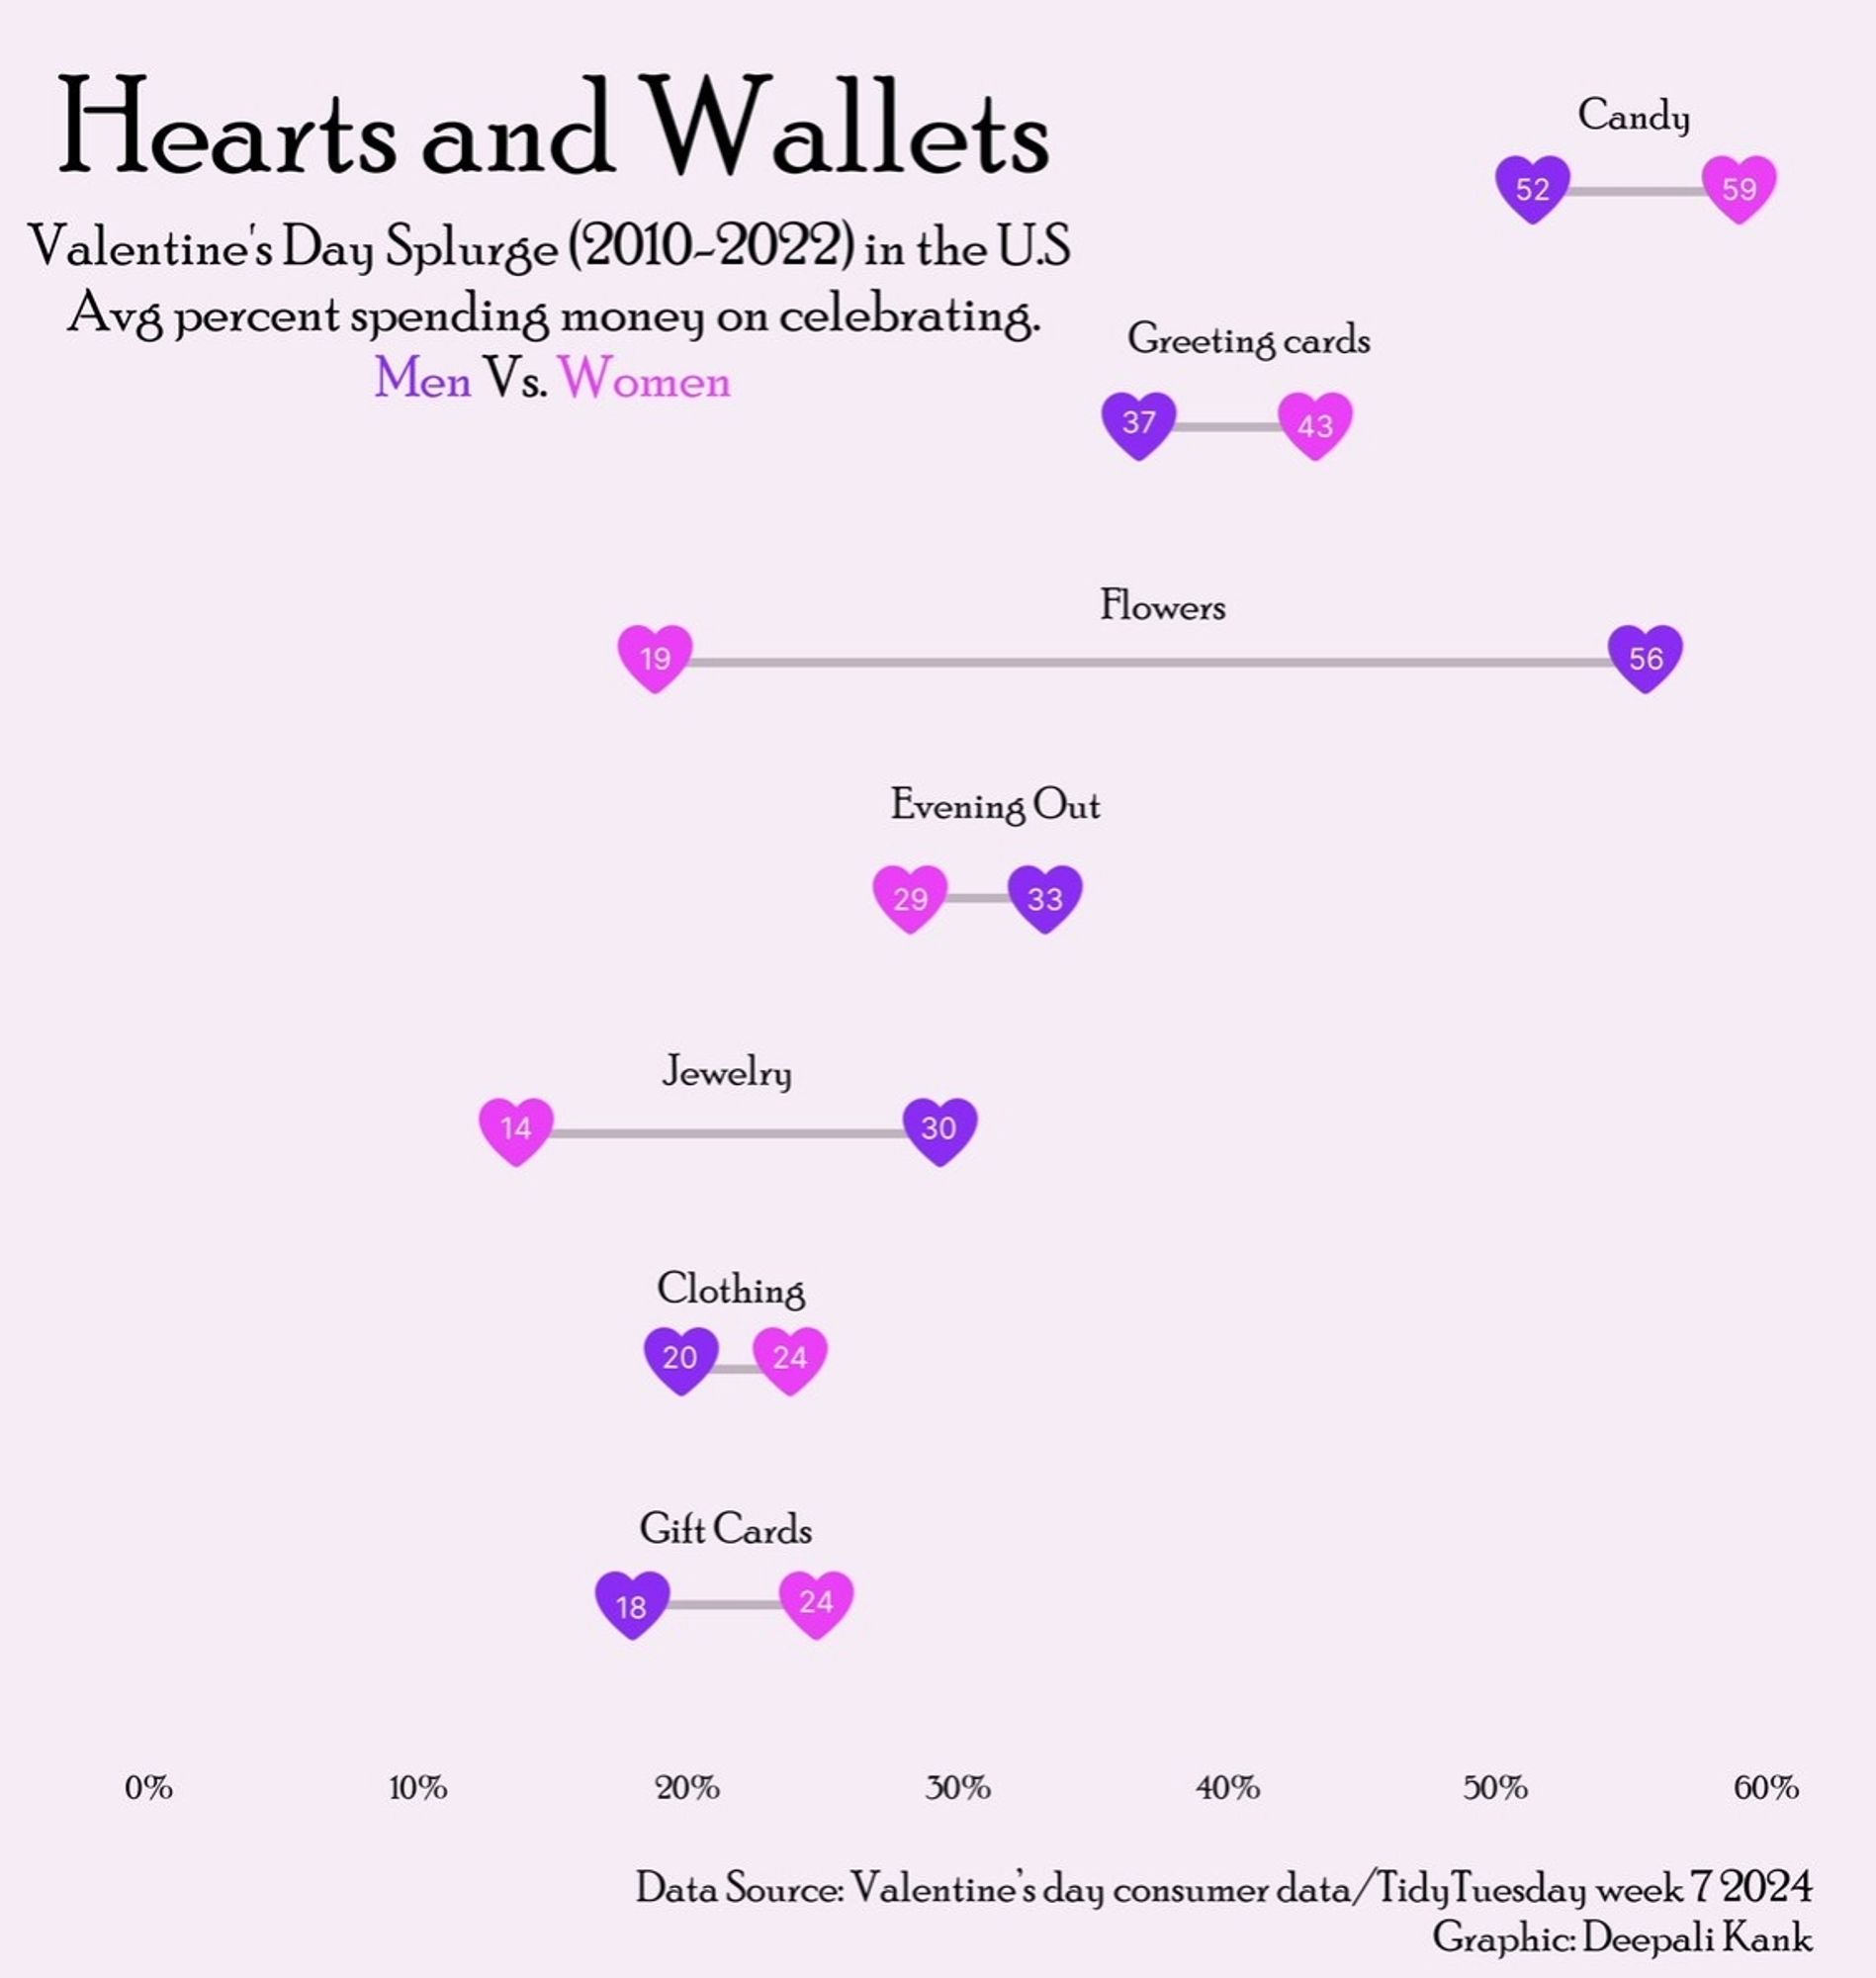 Hearts and Wallets
Valentine's Day Splurge (2010-2022) in the U.S
Avg percent spending money on celebrating.
Men Vs. Women
Candy
52 59
Greeting cards
37 43
Flowers
19 56
Evening Out
29 33
Jewelry
14 30
Clothing
20 24
Gift Cards
18 24
0% 10% 20% 30% 40% 50% 60%
Data Source: Valentine's day consumer data/TidyTuesday week 7 2024
Graphic: Deepali Kank